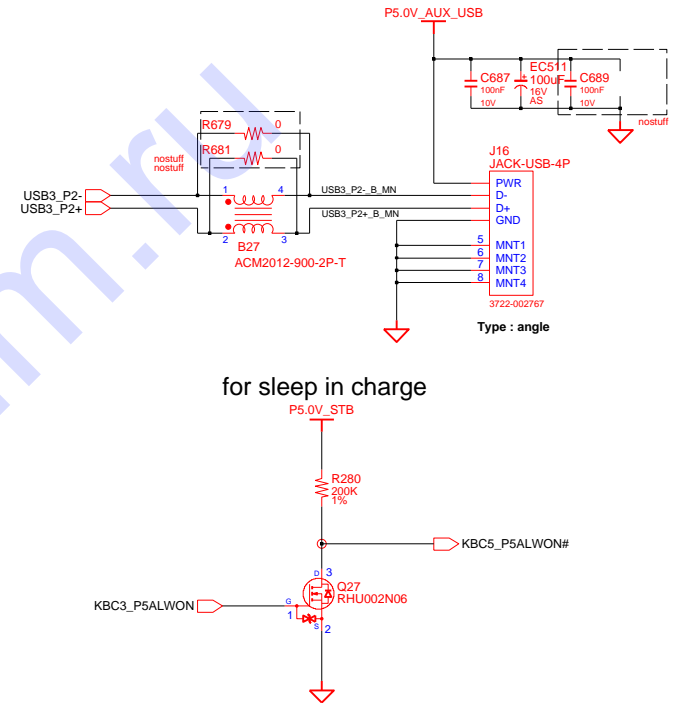 P5.0V_AUX_USB
C687
100nF
10V
EC511
100uF
16V
AS
C689
100nF
10V
nostuff
R679
0
R681
0
nostuff
nostuff
J16
JACK-USB-4P
USB3_P2-
USB3_P2+
1
4
2
3
USB3_P2-_B_MN
USB3_P2+_B_MN
B27
ACM2012-900-2P-T
PWR
D-
D+
GND
5
MNT1
6
MNT2
7
MNT3
8
MNT4
3722-002767
Type : angle
for sleep in charge
P5.0V_STB
R280
200K
1%
KBC5_P5ALWON#
D
3
Q27
RHU002N06
KBC3_P5ALWON
G
1
S
2
m.ru